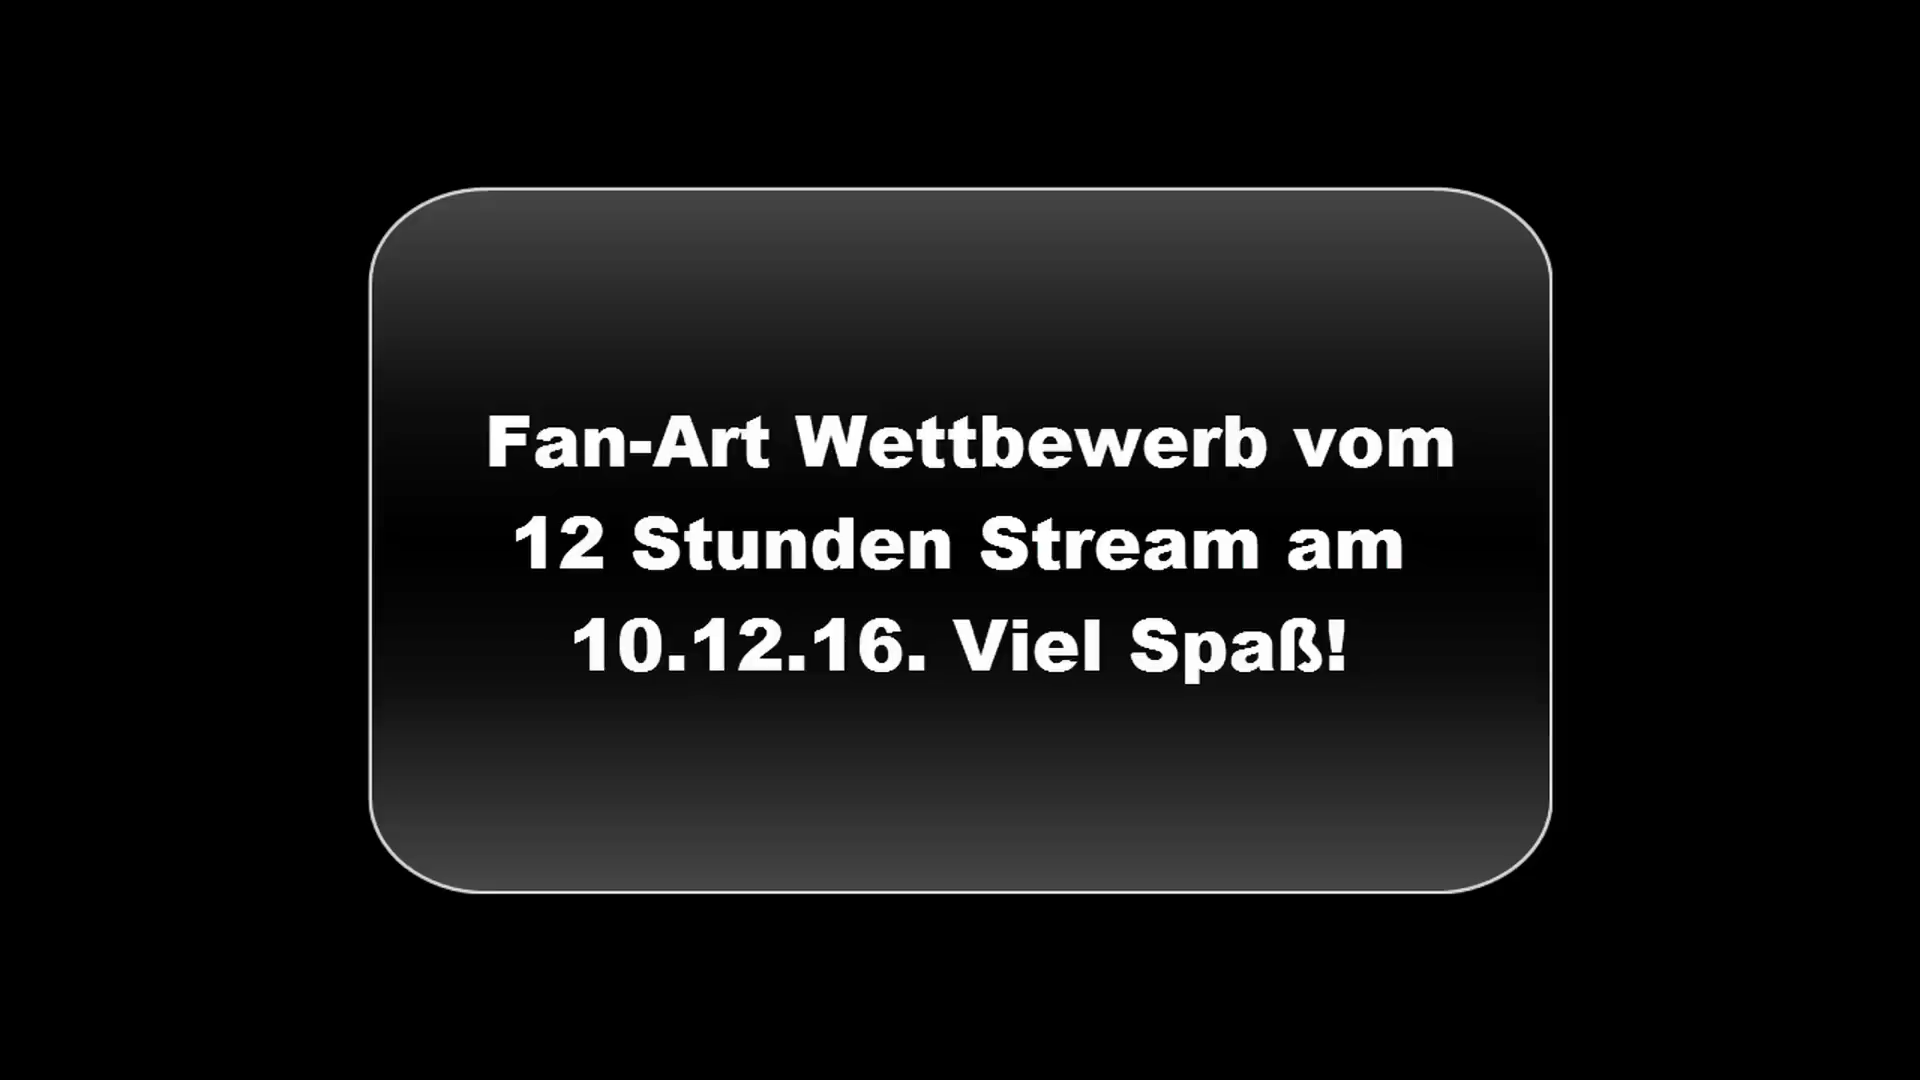 Fan-Art Wettbewerb vom
12 Stunden Stream am
10.12.16. Viel Spaß!